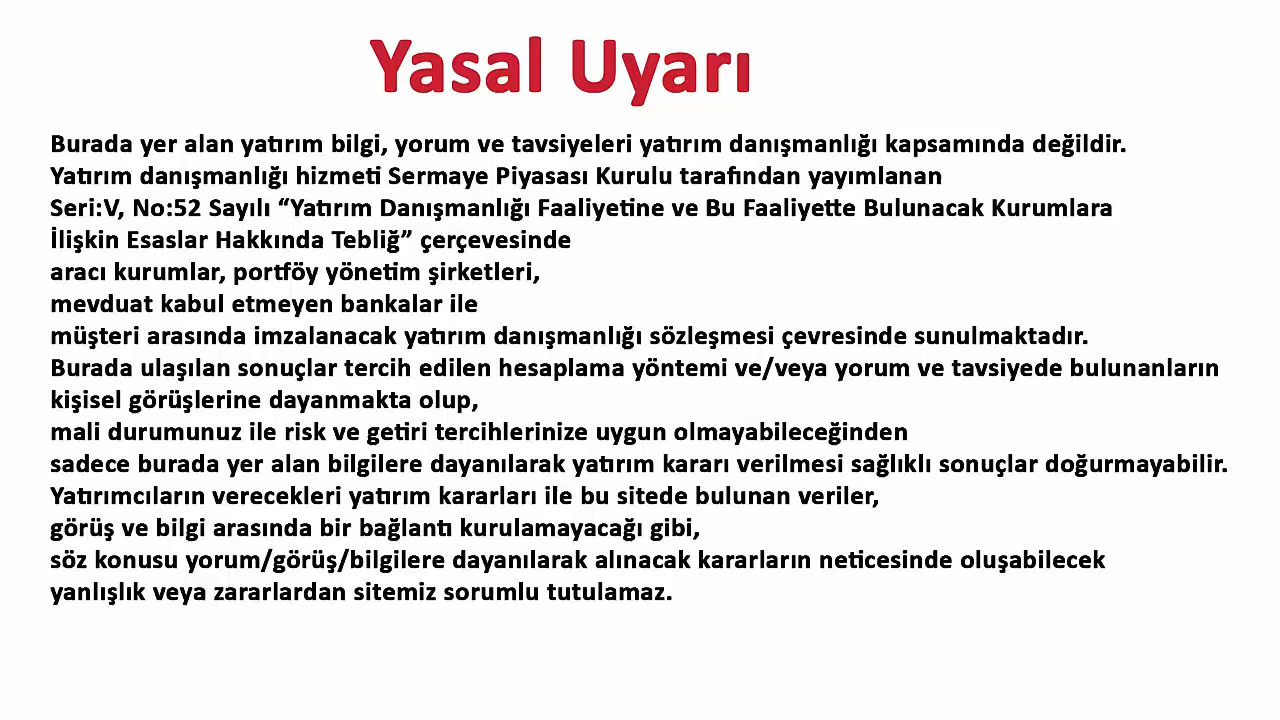 Yasal Uyarı
Burada yer alan yatırım bilgi, yorum ve tavsiyeleri yatırım danışmanlığı kapsamında değildir.
Yatırım danışmanlığı hizmeti Sermaye Piyasası Kurulu tarafından yayımlanan
Seri:V, No:52 Sayılı “Yatırım Danışmanlığı Faaliyetine ve Bu Faaliyette Bulunacak Kurumlara
İlişkin Esaslar Hakkında Tebliğ” çerçevesinde
aracı kurumlar, portföy yönetim şirketleri,
mevduat kabul etmeyen bankalar ile
müşteri arasında imzalanacak yatırım danışmanlığı sözleşmesi çevresinde sunulmaktadır.
Burada ulaşılan sonuçlar tercih edilen hesaplama yöntemi ve/veya yorum ve tavsiyede bulunanların
kişisel görüşlerine dayanmakta olup,
mali durumunuz ile risk ve getiri tercihlerinize uygun olmayabileceğinden
sadece burada yer alan bilgilere dayanılarak yatırım kararı verilmesi sağlıklı sonuçlar doğurmayabilir.
Yatırımcıların verecekleri yatırım kararları ile bu sitede bulunan veriler,
görüş ve bilgi arasında bir bağlantı kurulamayacağı gibi,
söz konusu yorum/görüş/bilgilere dayanılarak alınacak kararların neticesinde oluşabilecek
yanlışlık veya zararlardan sitemiz sorumlu tutulamaz.